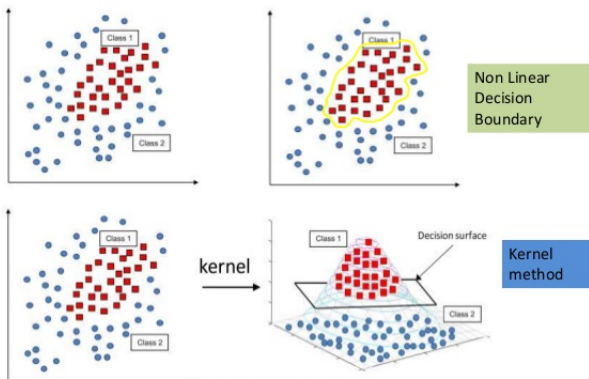 Class 1
Class 1
Class 2
Class 2
Non Linear
Decision
Boundary
Class 1
Class 2
kernel
Class 1
Decision surface
Class 2
Kernel
method